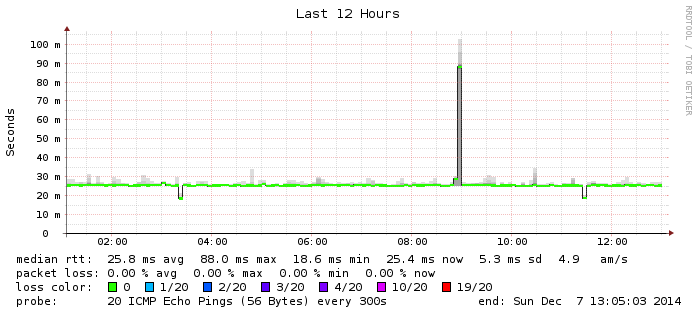 Last 12 Hours
RRDTOOL / TOBI OETIKER
Seconds
100 m
90 m
80 m
70 m
60 m
50 m
40 m
30 m
20 m
10 m
0
02:00 04:00 06:00 08:00 10:00 12:00
median rtt: 25.8 ms avg 88.0 ms max 18.6 ms min 25.4 ms now 5.3 ms sd 4.9 am/s
packet loss: 0.00 % avg 0.00 % max 0.00 % min 0.00 % now
loss color: 0 1/20 2/20 3/20 4/20 10/20 19/20
probe: 20 ICMP Echo Pings (56 Bytes) every 300s end: Sun Dec 7 13:05:03 2014